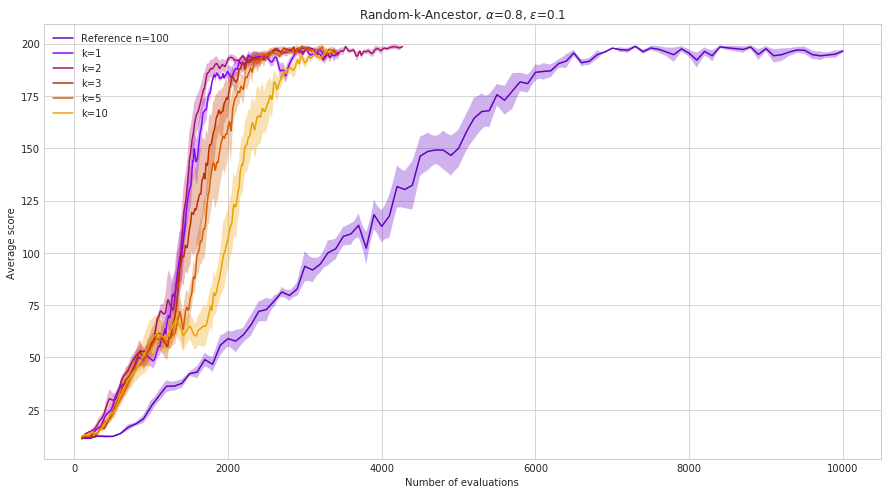 Random-k-Ancestor, α=0.8, ε=0.1
Reference n=100
k=1
k=2
k=3
k=5
k=10
200
175
150
125
100
75
50
25
Average score
0
2000
4000
6000
8000
10000
Number of evaluations